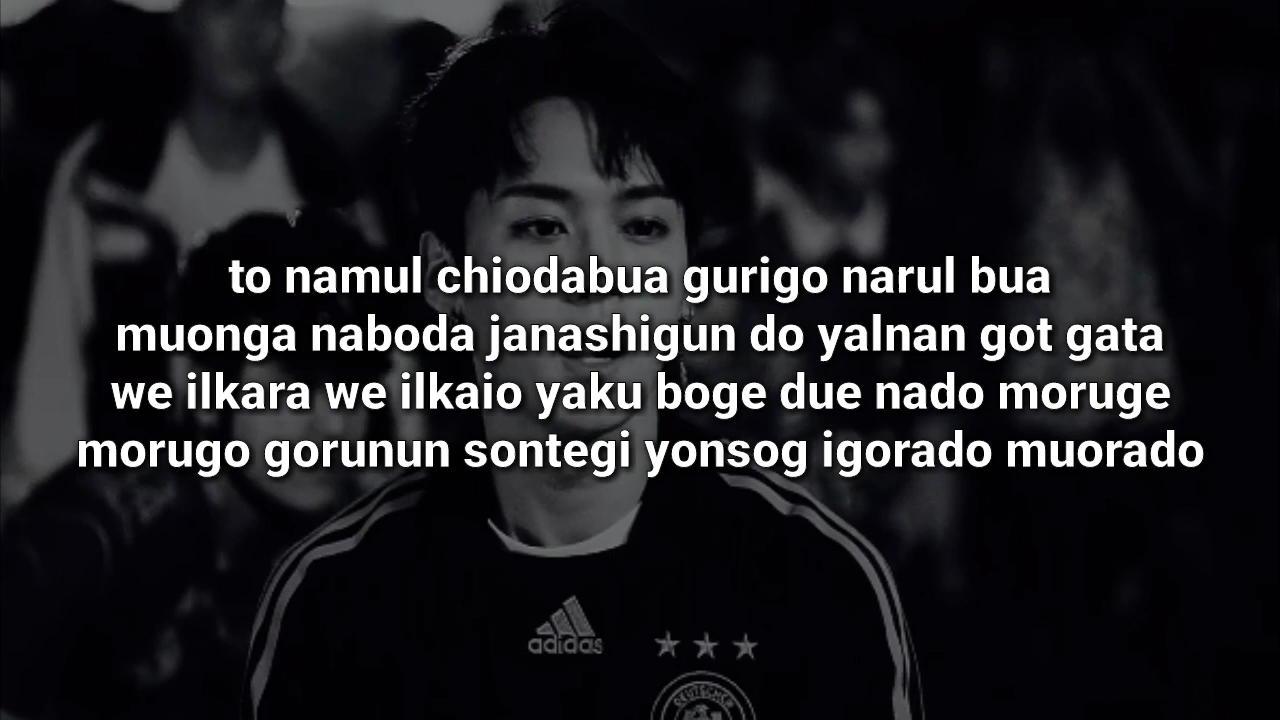 to namul chiodabua gurigo narul bua
muonga naboda janashigun do yalnan got gata
we ilkara we ilkaio yaku boge due nado moruge
morugo gorunun sontegi yonsog igorado muorado
adidas
DEUTSCHER